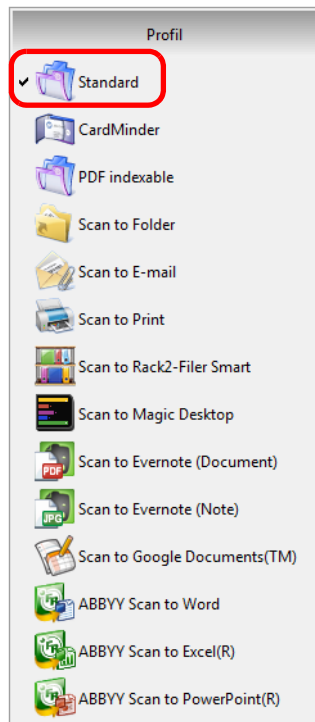 Profil
Standard
CardMinder
PDF indexable
Scan to Folder
Scan to E-mail
Scan to Print
Scan to Rack2-Filer Smart
Scan to Magic Desktop
PDF
Scan to Evernote (Document)
JPG
Scan to Evernote (Note)
Scan to Google Documents(TM)
ABBYY Scan to Word
ABBYY Scan to Excel(R)
ABBYY Scan to PowerPoint(R)